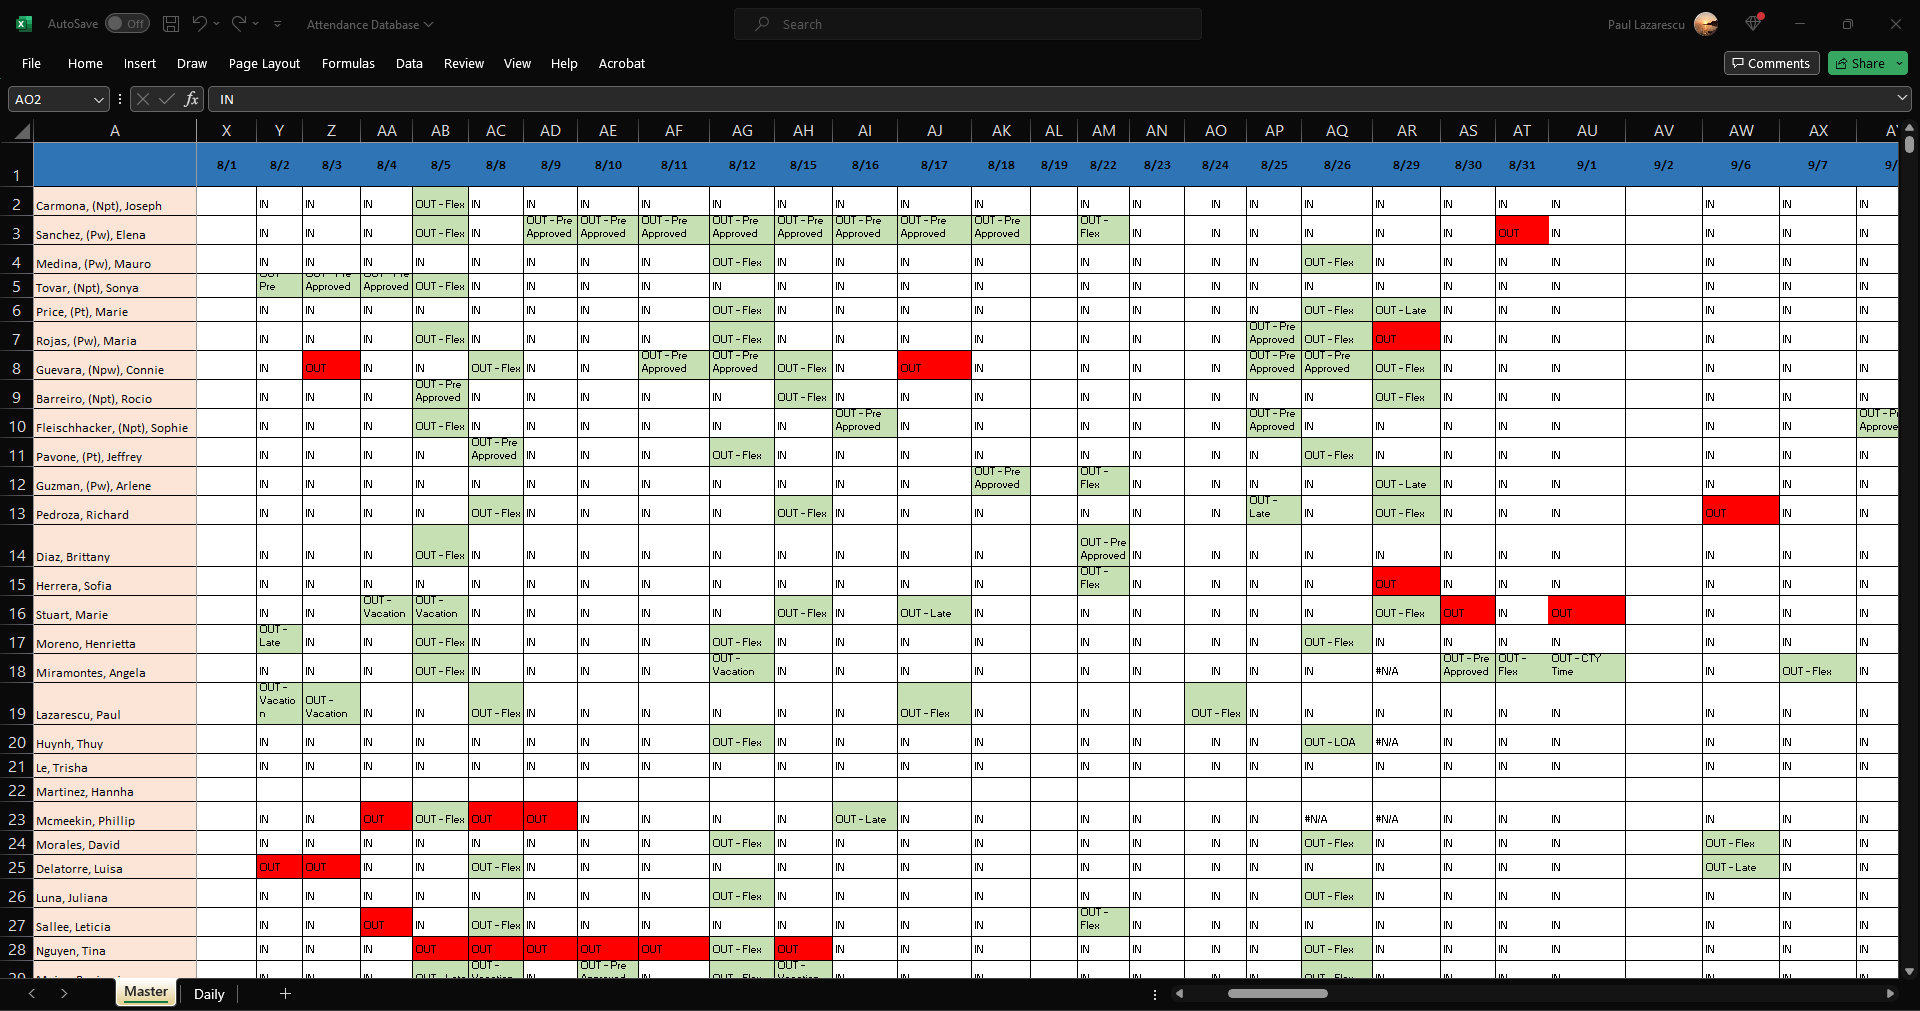 AutoSave Off Attendance Database Search Paul Lazarescu
File Home Insert Draw Page Layout Formulas Data Review View Help Acrobat Comments Share
AO2 fx IN
A X Y Z AA AB AC AD AE AF AG AH AI AJ AK AL AM AN AO AP AQ AR AS AT AU AV AW AX
1 8/1 8/2 8/3 8/4 8/5 8/8 8/9 8/10 8/11 8/12 8/15 8/16 8/17 8/18 8/19 8/22 8/23 8/24 8/25 8/26 8/29 8/30 8/31 9/1 9/2 9/6 9/7 9/
2 Carmona, (Npt), Joseph IN IN IN OUT - Flex IN IN IN IN IN IN IN IN IN IN IN IN IN IN IN IN IN IN IN IN IN
3 Sanchez, (Pw), Elena IN IN IN OUT - Flex IN OUT - Pre Approved OUT - Pre Approved OUT - Pre Approved OUT - Pre Approved OUT - Pre Approved OUT - Pre Approved OUT - Pre Approved OUT - Pre Approved OUT - Flex IN IN IN IN IN IN OUT IN IN IN IN
4 Medina, (Pw), Mauro IN IN IN IN IN IN IN IN OUT - Flex IN IN IN IN IN IN IN IN OUT - Flex IN IN IN IN IN IN IN
5 Tovar, (Npt), Sonya Pre Approved Approved OUT - Flex IN IN IN IN IN IN IN IN IN IN IN IN IN IN IN IN IN IN IN IN IN
6 Price, (Pt), Marie IN IN IN IN IN IN IN IN OUT - Flex IN IN IN IN IN IN IN IN OUT - Flex OUT - Late IN IN IN IN IN IN
7 Rojas, (Pw), Maria IN IN IN OUT - Flex IN IN IN IN OUT - Flex IN IN IN IN IN IN IN OUT - Pre Approved OUT - Flex OUT IN IN IN IN IN IN
8 Guevara, (Npw), Connie IN OUT IN IN OUT - Flex IN IN OUT - Pre Approved OUT - Pre Approved OUT - Flex IN OUT IN IN IN IN OUT - Pre Approved OUT - Pre Approved OUT - Flex IN IN IN IN IN IN
9 Barreiro, (Npt), Rocio IN IN IN OUT - Pre Approved IN IN IN IN IN OUT - Flex IN IN IN IN IN IN IN IN OUT - Flex IN IN IN IN IN IN
10 Fleischhacker, (Npt), Sophie IN IN IN OUT - Flex IN IN IN IN IN IN OUT - Pre Approved IN IN IN IN IN OUT - Pre Approved IN IN IN IN IN IN IN
11 Pavone, (Pt), Jeffrey IN IN IN IN OUT - Pre Approved IN IN IN OUT - Flex IN IN IN IN IN IN IN IN OUT - Flex IN IN IN IN IN IN IN
12 Guzman, (Pw), Arlene IN IN IN IN IN IN IN IN IN IN IN IN OUT - Pre Approved OUT - Flex IN IN IN IN OUT - Late IN IN IN IN IN IN
13 Pedroza, Richard IN IN IN IN OUT - Flex IN IN IN IN OUT - Flex IN IN IN IN IN IN OUT - Late IN OUT - Flex IN IN IN OUT IN IN
14 Diaz, Brittany IN IN IN OUT - Flex IN IN IN IN IN IN IN IN IN OUT - Pre Approved IN IN IN IN IN IN IN IN IN IN IN
15 Herrera, Sofia IN IN IN IN IN IN IN IN IN IN IN IN IN OUT - Flex IN IN IN IN OUT IN IN IN IN IN IN
16 Stuart, Marie IN IN OUT - Vacation OUT - Vacation IN IN IN IN IN OUT - Flex IN OUT - Late IN IN IN IN IN IN OUT - Flex OUT IN OUT IN IN IN
17 Moreno, Henrietta OUT - Late IN IN OUT - Flex IN IN IN IN OUT - Flex IN IN IN IN IN IN IN IN OUT - Flex IN IN IN IN IN IN IN
18 Miramontes, Angela IN IN IN OUT - Flex IN IN IN IN OUT - Vacation IN IN IN IN IN IN IN IN IN #N/A OUT - Pre Approved OUT - Flex OUT - CTY Time IN OUT - Flex IN
19 Lazarescu, Paul OUT - Vacation OUT - Vacation IN IN OUT - Flex IN IN IN IN IN IN OUT - Flex IN IN IN OUT - Flex IN IN IN IN IN IN IN IN IN
20 Huynh, Thuy IN IN IN IN IN IN IN IN OUT - Flex IN IN IN IN IN IN IN IN OUT - LOA #N/A IN IN IN IN IN IN
21 Le, Trisha IN IN IN IN IN IN IN IN IN IN IN IN IN IN IN IN IN IN IN IN IN IN IN IN IN
22 Martinez, Hannha
23 Mcmeekin, Phillip IN IN OUT OUT - Flex OUT OUT IN IN IN IN OUT - Late IN IN IN IN IN IN #N/A #N/A IN IN IN IN IN IN
24 Morales, David IN IN IN IN IN IN IN IN OUT - Flex IN IN IN IN IN IN IN IN OUT - Flex IN IN IN IN OUT - Flex IN IN
25 Delatorre, Luisa OUT OUT IN IN OUT - Flex IN IN IN IN IN IN IN IN IN IN IN IN IN IN IN IN IN OUT - Late IN IN
26 Luna, Juliana IN IN IN IN IN IN IN IN OUT - Flex IN IN IN IN IN IN IN IN OUT - Flex IN IN IN IN IN IN IN
27 Sallee, Leticia IN IN OUT IN OUT - Flex IN IN IN IN IN IN IN IN OUT - Flex IN IN IN IN IN IN IN IN IN IN IN
28 Nguyen, Tina IN IN IN OUT OUT OUT OUT OUT OUT - Flex OUT IN IN IN IN IN IN IN OUT - Flex IN IN IN IN IN IN IN
Master Daily